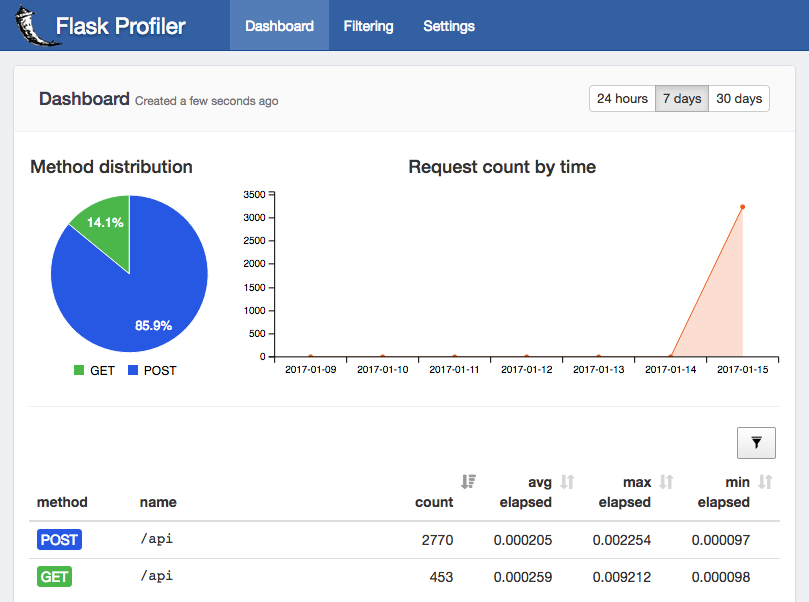 Flask Profiler Dashboard Filtering Settings
Dashboard Created a few seconds ago 24 hours 7 days 30 days
Method distribution
14.1%
85.9%
GET POST
Request count by time
3500
3000
2500
2000
1500
1000
500
0
2017-01-09 2017-01-10 2017-01-11 2017-01-12 2017-01-13 2017-01-14 2017-01-15
method name count avg elapsed max elapsed min elapsed
POST /api 2770 0.000205 0.002254 0.000097
GET /api 453 0.000259 0.009212 0.000098